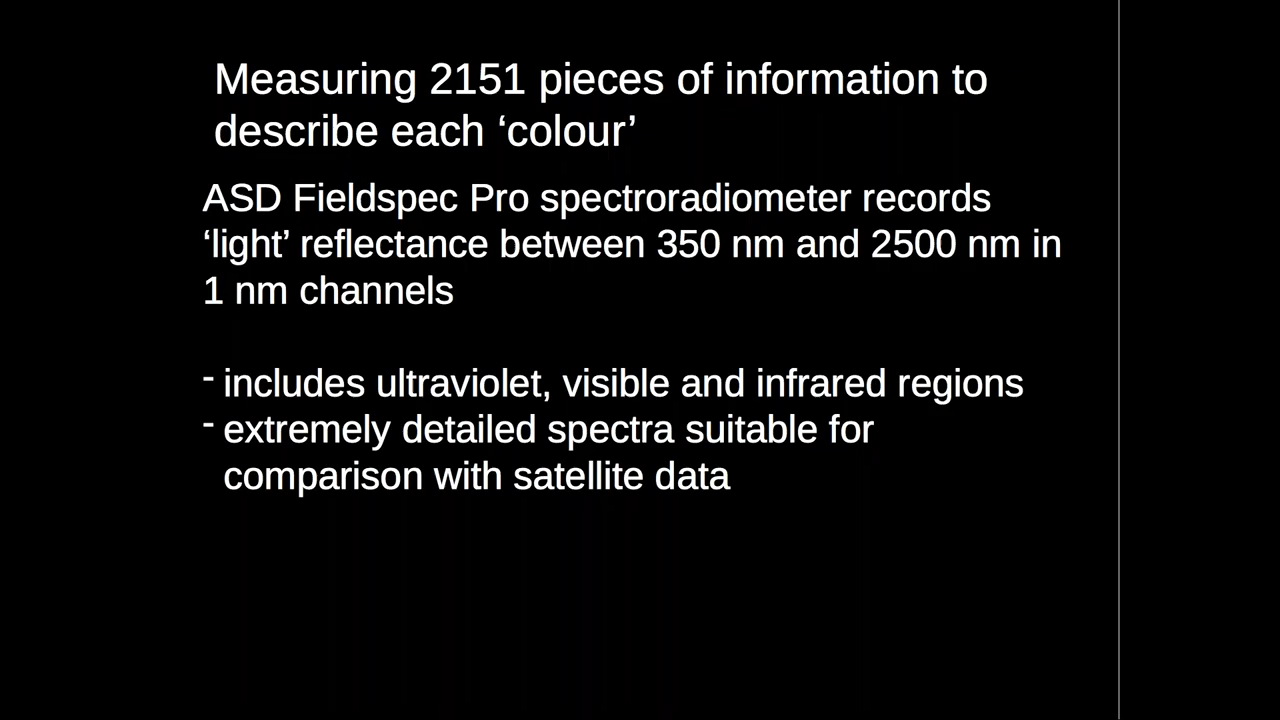 Measuring 2151 pieces of information to
describe each ‘colour’
ASD Fieldspec Pro spectroradiometer records
‘light’ reflectance between 350 nm and 2500 nm in
1 nm channels
- includes ultraviolet, visible and infrared regions
- extremely detailed spectra suitable for
comparison with satellite data